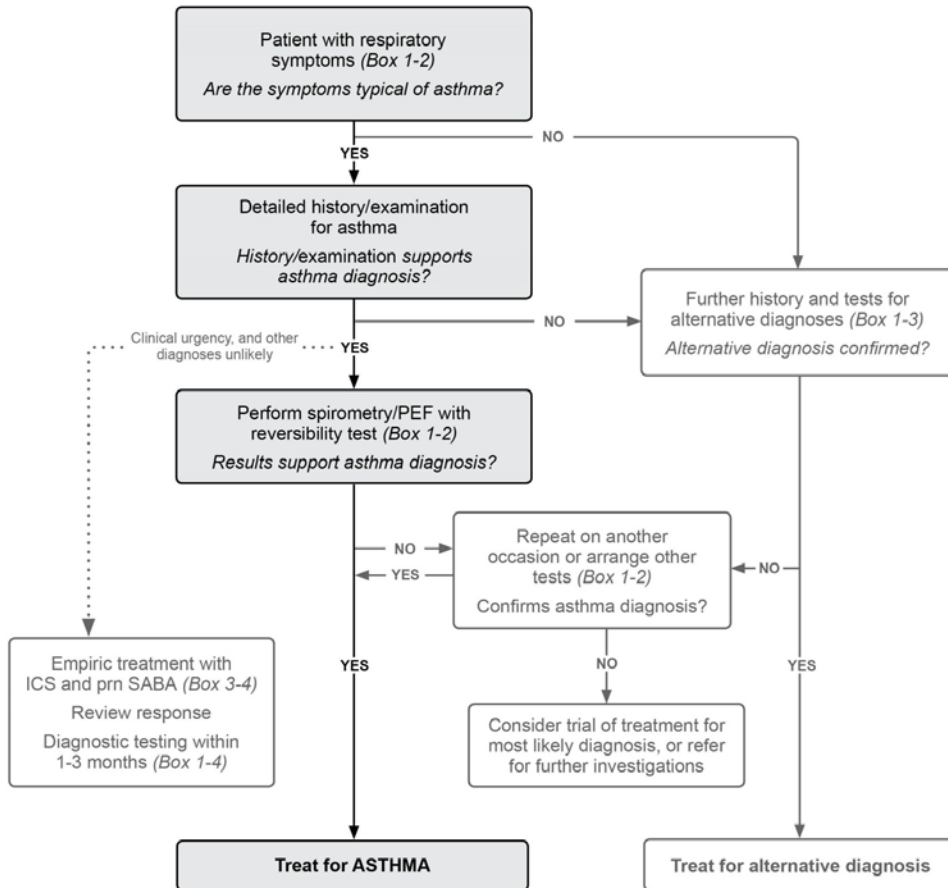 Patient with respiratory
symptoms (Box 1-2)
Are the symptoms typical of asthma?
NO
YES
Detailed history/examination
for asthma
History/examination supports
asthma diagnosis?
Further history and tests for
alternative diagnoses (Box 1-3)
Alternative diagnosis confirmed?
NO
Clinical urgency, and other
diagnoses unlikely
YES
Perform spirometry/PEF with
reversibility test (Box 1-2)
Results support asthma diagnosis?
Repeat on another
occasion or arrange other
tests (Box 1-2)
Confirms asthma diagnosis?
NO
YES
NO
Empiric treatment with
ICS and prn SABA (Box 3-4)
Review response
Diagnostic testing within
1-3 months (Box 1-4)
YES
NO
YES
Consider trial of treatment for
most likely diagnosis, or refer
for further investigations
Treat for ASTHMA
Treat for alternative diagnosis